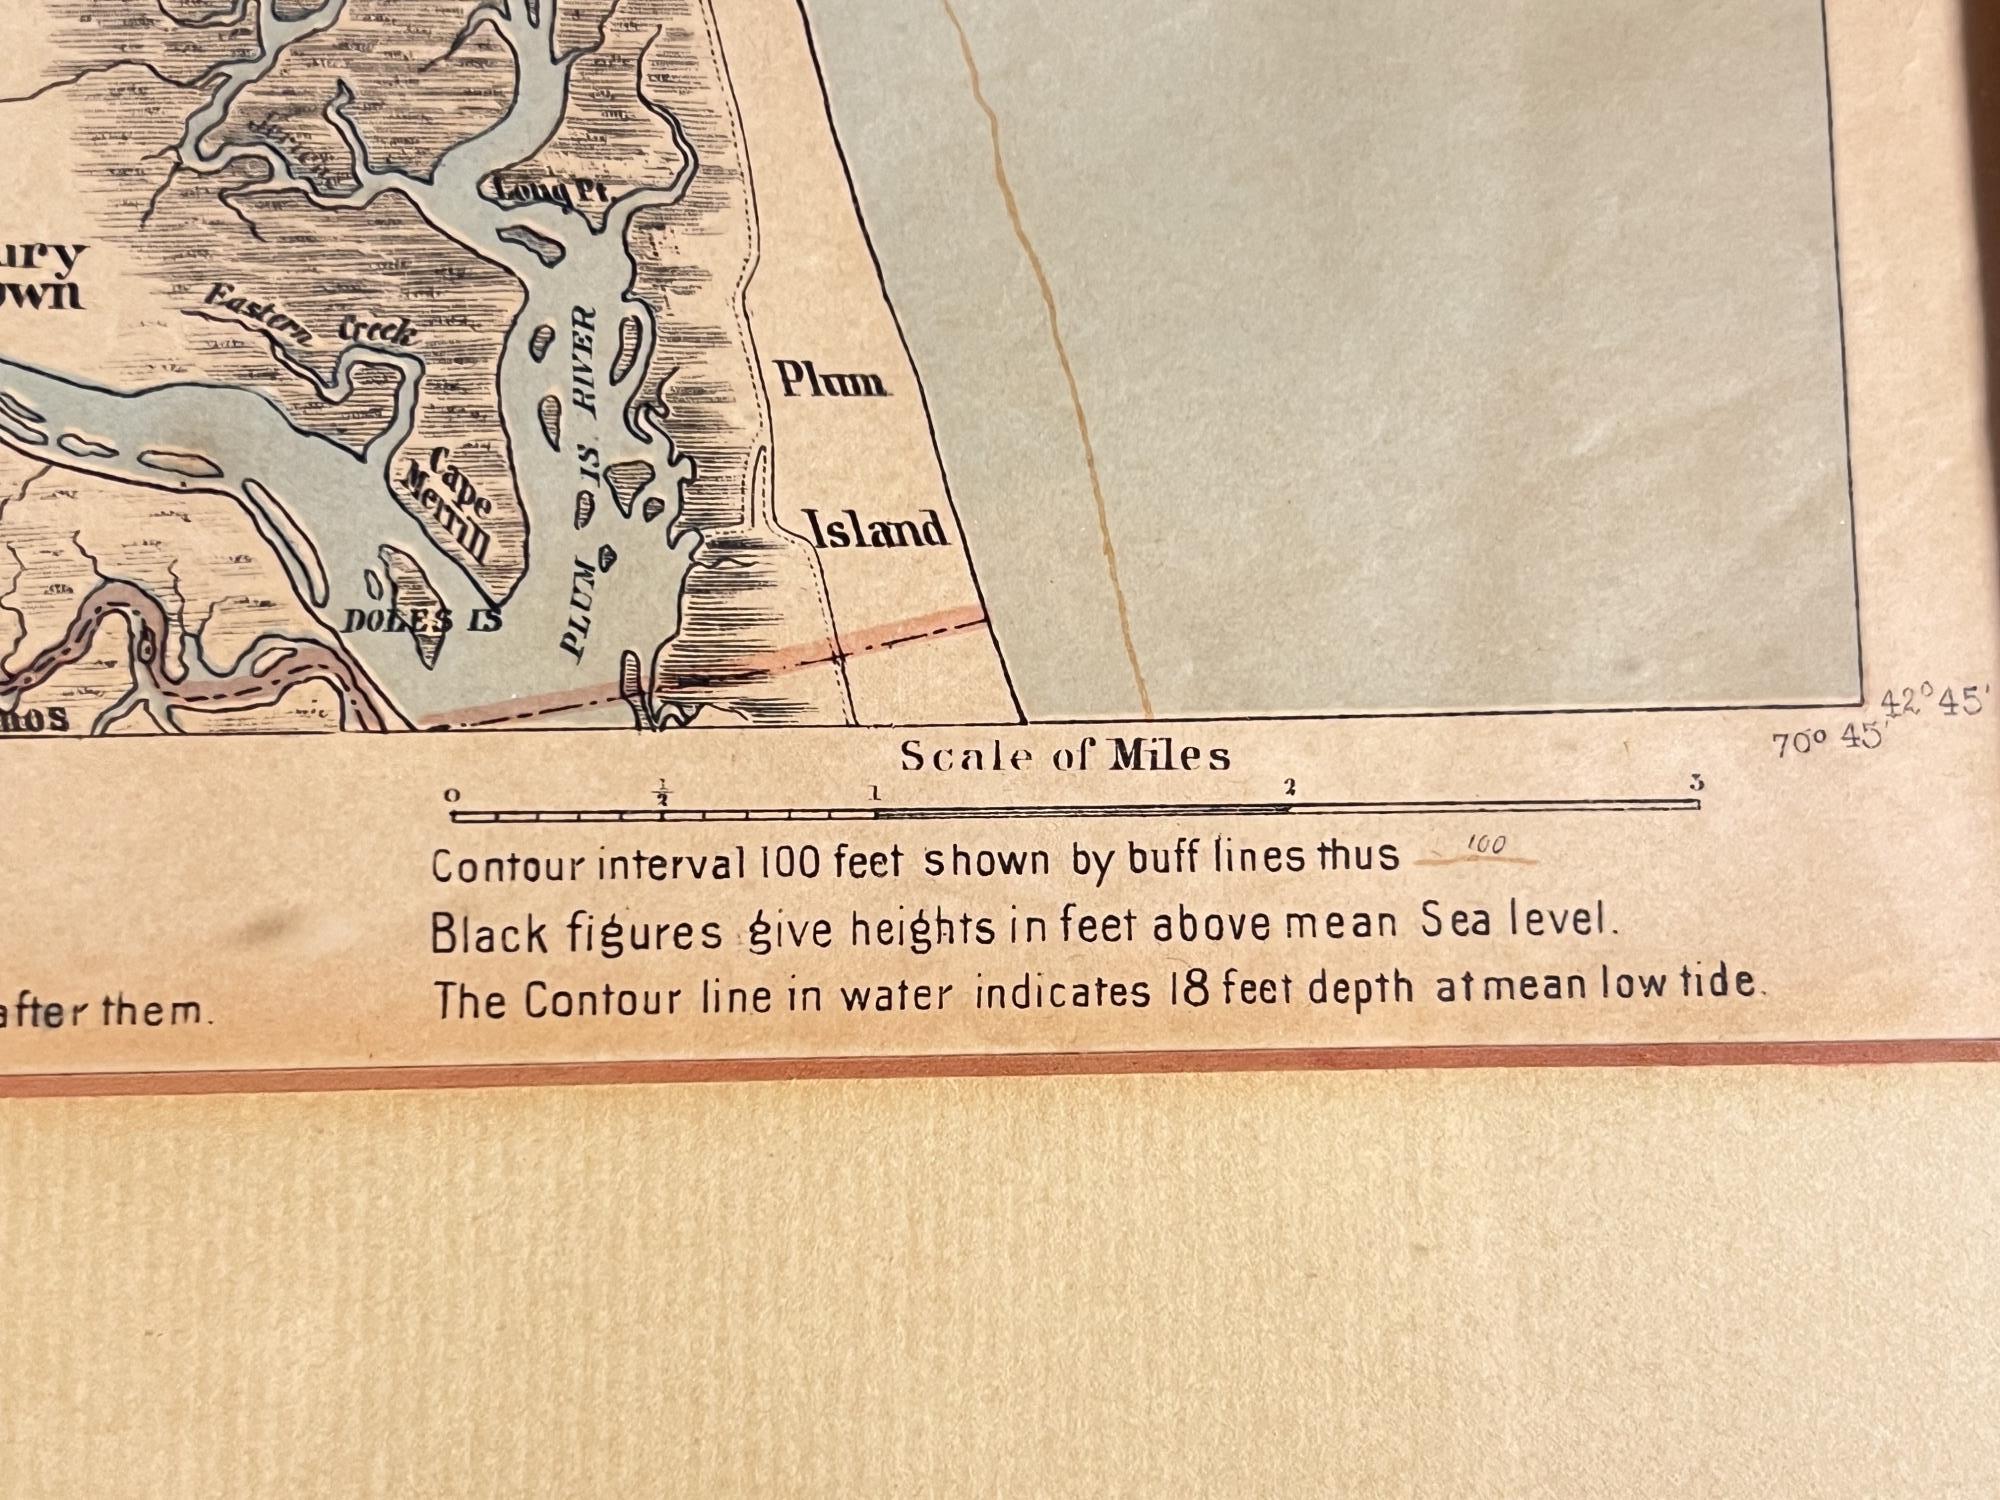 Long Pt.
ury
own
Eastern Creek
Plum
Island
Cape
Merrill
PLUM IS. RIVER
DOLES IS
nos
42° 45'
70° 45'
Scale of Miles
0 1/2 1 2 3
Contour interval 100 feet shown by buff lines thus 100
Black figures give heights in feet above mean Sea level.
after them.
The Contour line in water indicates 18 feet depth at mean low tide.